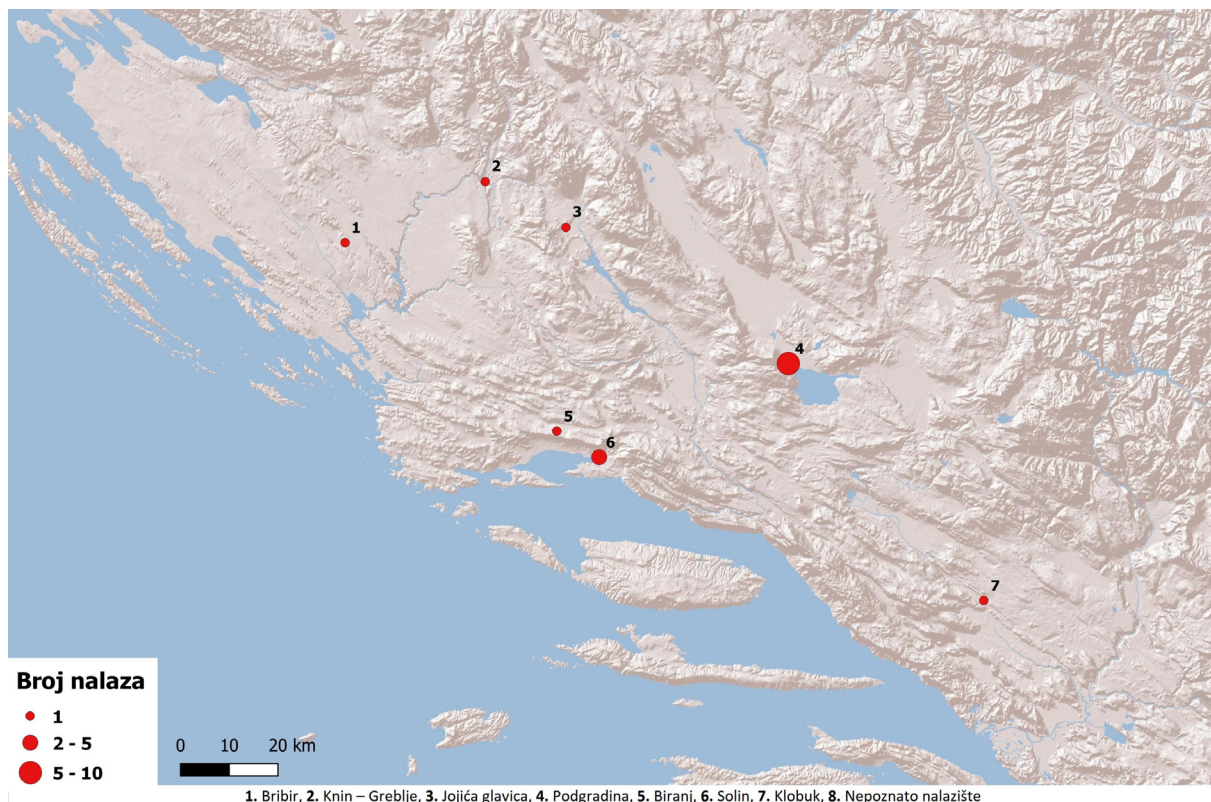 2
3
1
4
5
6
7
Broj nalaza
1
2 - 5
5 - 10
0 10 20 km
1. Bribir, 2. Knin – Greblje, 3. Jojića glavica, 4. Podgradina, 5. Biranj, 6. Solin, 7. Klobuk, 8. Nepoznato nalazište